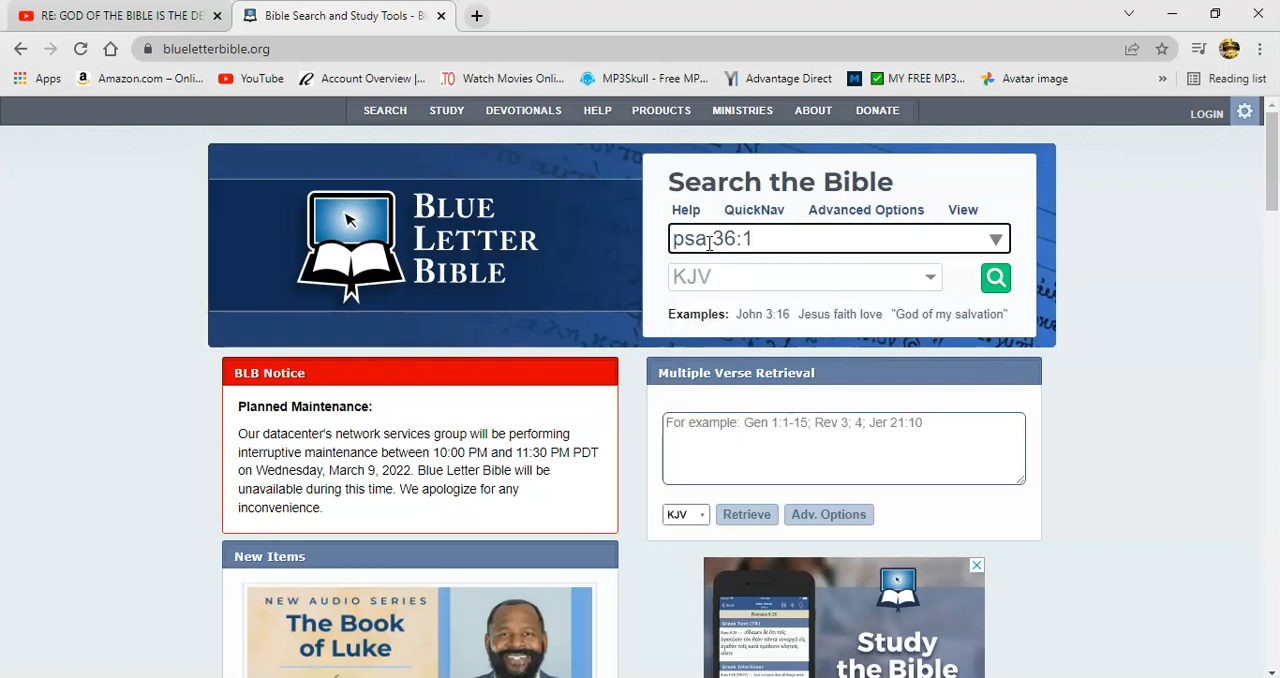 RE: GOD OF THE BIBLE IS THE DE
Bible Search and Study Tools - B
blueletterbible.org
Apps
Amazon.com – Onli...
YouTube
Account Overview |...
TO
Watch Movies Onli...
MP3Skull - Free MP...
Advantage Direct
M
MY FREE MP3...
Avatar image
»
Reading list
SEARCH STUDY DEVOTIONALS HELP PRODUCTS MINISTRIES ABOUT DONATE
LOGIN
BLUE
LETTER
BIBLE
Search the Bible
Help QuickNav Advanced Options View
psa 36:1
KJV
Examples: John 3:16 Jesus faith love "God of my salvation"
BLB Notice
Planned Maintenance:
Our datacenter's network services group will be performing
interruptive maintenance between 10:00 PM and 11:30 PM PDT
on Wednesday, March 9, 2022. Blue Letter Bible will be
unavailable during this time. We apologize for any
inconvenience.
Multiple Verse Retrieval
For example: Gen 1:1-15; Rev 3; 4; Jer 21:10
KJV Retrieve Adv. Options
New Items
NEW AUDIO SERIES
The Book
of Luke
Study
the Bible